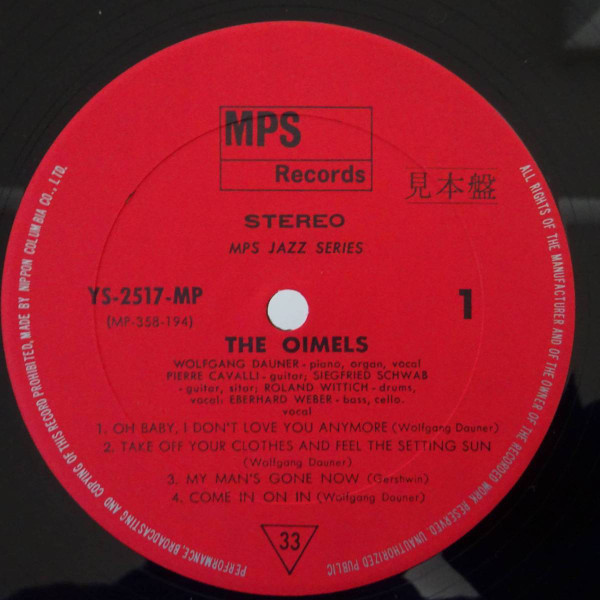 MPS
Records
見本盤
STEREO
MPS JAZZ SERIES
YS-2517-MP
1
(MP-358-194)
THE OIMELS
WOLFGANG DAUNER - piano, organ, vocal
PIERRE CAVALLI - guitar; SIEGFRIED SCHWAB
- guitar, sitar; ROLAND WITTICH - drums,
vocal; EBERHARD WEBER - bass, cello.
vocal
1. OH BABY, I DON'T LOVE YOU ANYMORE (Wolfgang Dauner)
2. TAKE OFF YOUR CLOTHES AND FEEL THE SETTING SUN
(Wolfgang Dauner)
3. MY MAN'S GONE NOW (Gershwin)
4. COME IN ON IN (Wolfgang Dauner)
33
ALL RIGHTS OF THE MANUFACTURER AND OF THE OWNER OF THE RECORDED WORK RESERVED. UNAUTHORIZED PUBLIC
PERFORMANCE, BROADCASTING AND COPYING OF THIS RECORD PROHIBITED, MADE BY NIPPON COLUMBIA CO., LTD.